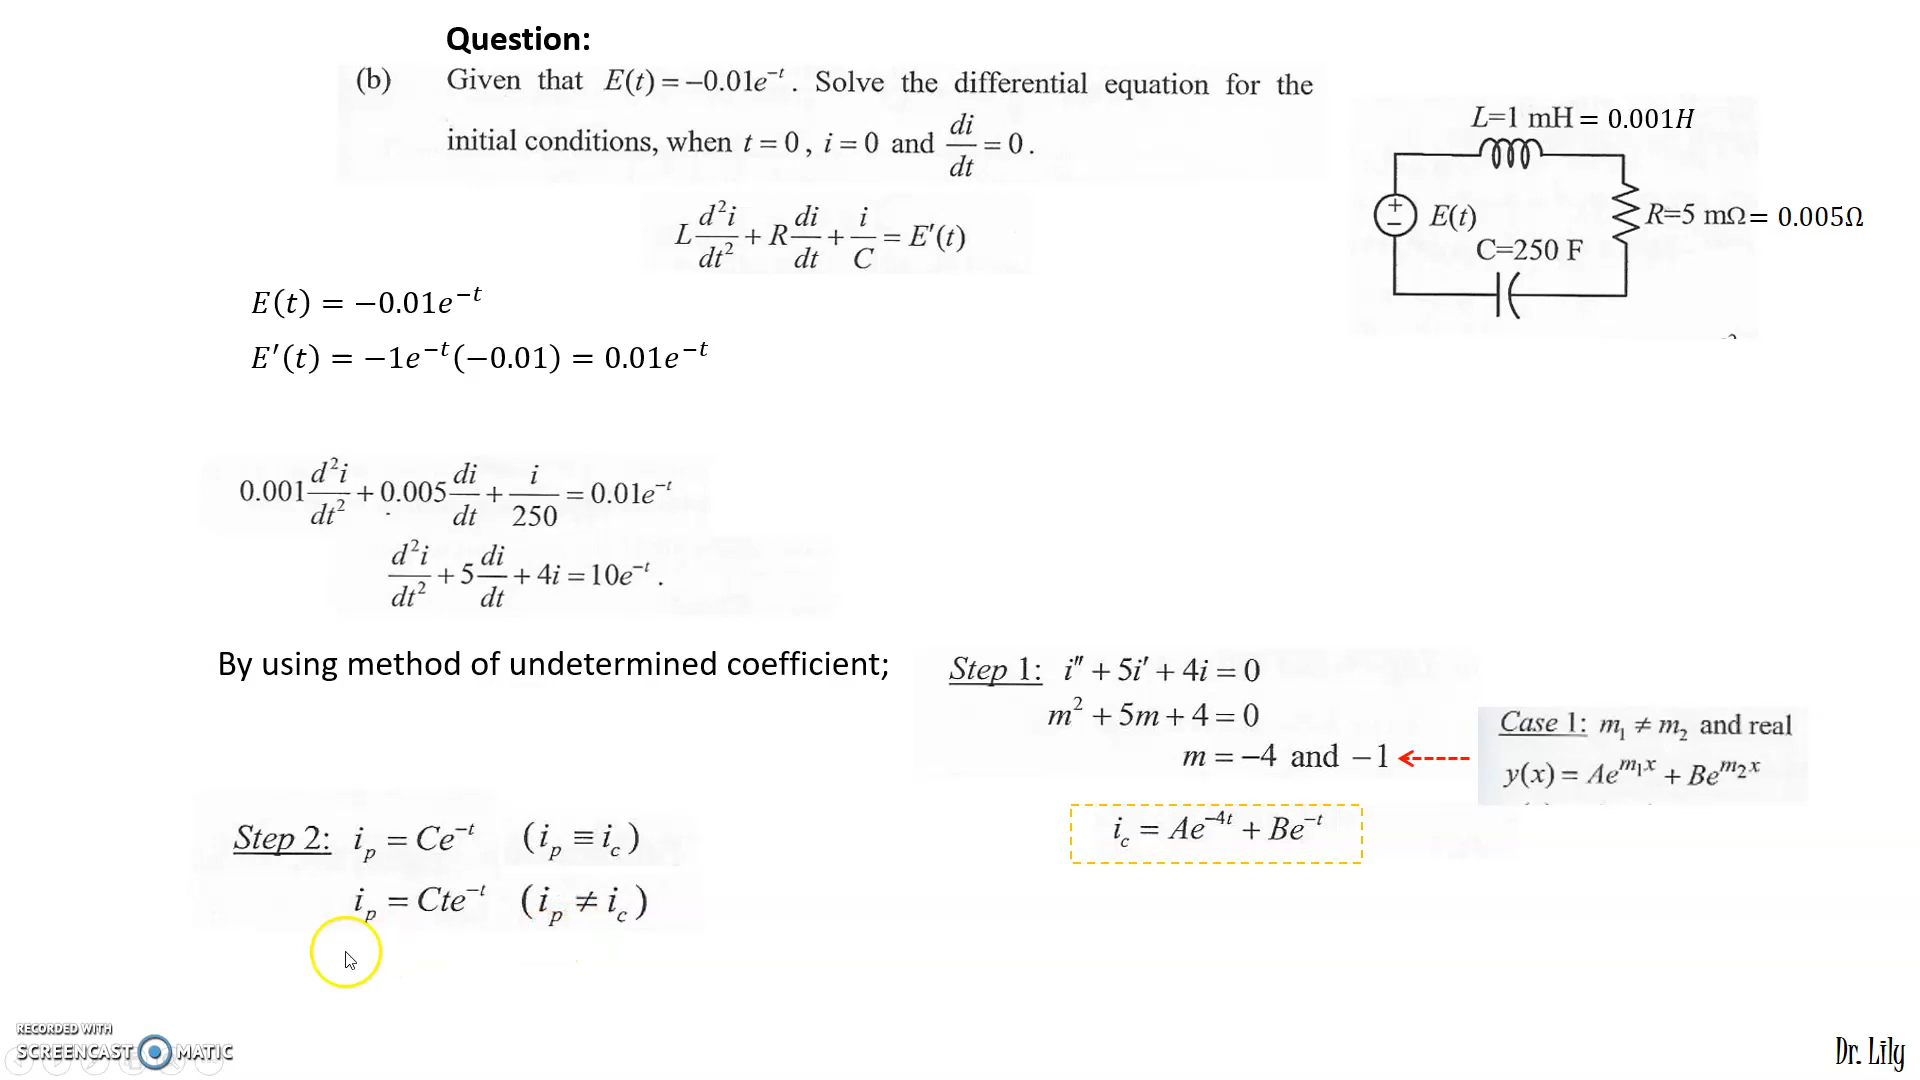 Question:
(b) Given that E(t) = −0.01e⁻ᵗ . Solve the differential equation for the
initial conditions, when t = 0 , i = 0 and di/dt = 0 .
L d²i/dt² + R di/dt + i/C = E′(t)
L=1 mH = 0.001H
E(t)
R=5 mΩ = 0.005Ω
C=250 F
E(t) = −0.01e⁻ᵗ
E′(t) = −1e⁻ᵗ(−0.01) = 0.01e⁻ᵗ
0.001 d²i/dt² + 0.005 di/dt + i/250 = 0.01e⁻ᵗ
d²i/dt² + 5 di/dt + 4i = 10e⁻ᵗ .
By using method of undetermined coefficient;
Step 1: i″ + 5i′ + 4i = 0
m² + 5m + 4 = 0
m = −4 and −1
Case 1: m₁ ≠ m₂ and real
y(x) = Ae^(m₁x) + Be^(m₂x)
i_c = Ae⁻⁴ᵗ + Be⁻ᵗ
Step 2: i_p = Ce⁻ᵗ (i_p ≡ i_c)
i_p = Cte⁻ᵗ (i_p ≠ i_c)
RECORDED WITH
SCREENCAST MATIC
Dr. Lily